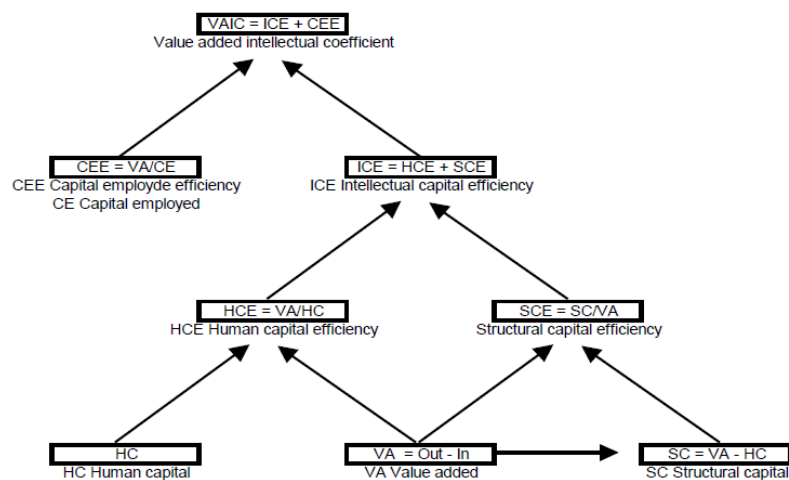 VAIC = ICE + CEE
Value added intellectual coefficient
CEE = VA/CE
CEE Capital employde efficiency
CE Capital employed
ICE = HCE + SCE
ICE Intellectual capital efficiency
HCE = VA/HC
HCE Human capital efficiency
SCE = SC/VA
Structural capital efficiency
HC
HC Human capital
VA = Out - In
VA Value added
SC = VA - HC
SC Structural capital